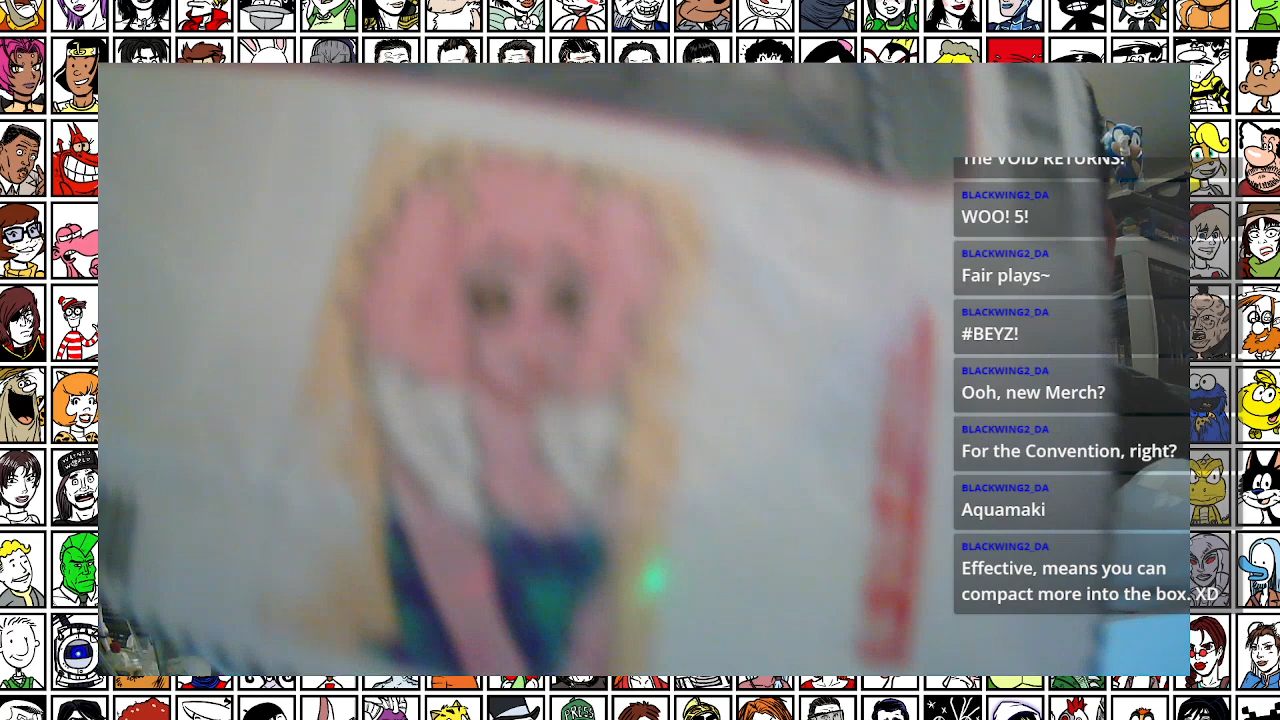 The VOID RETURNS!
BLACKWING2_DA
WOO! 5!
BLACKWING2_DA
Fair plays~
BLACKWING2_DA
#BEYZ!
BLACKWING2_DA
Ooh, new Merch?
BLACKWING2_DA
For the Convention, right?
BLACKWING2_DA
Aquamaki
BLACKWING2_DA
Effective, means you can
compact more into the box. XD